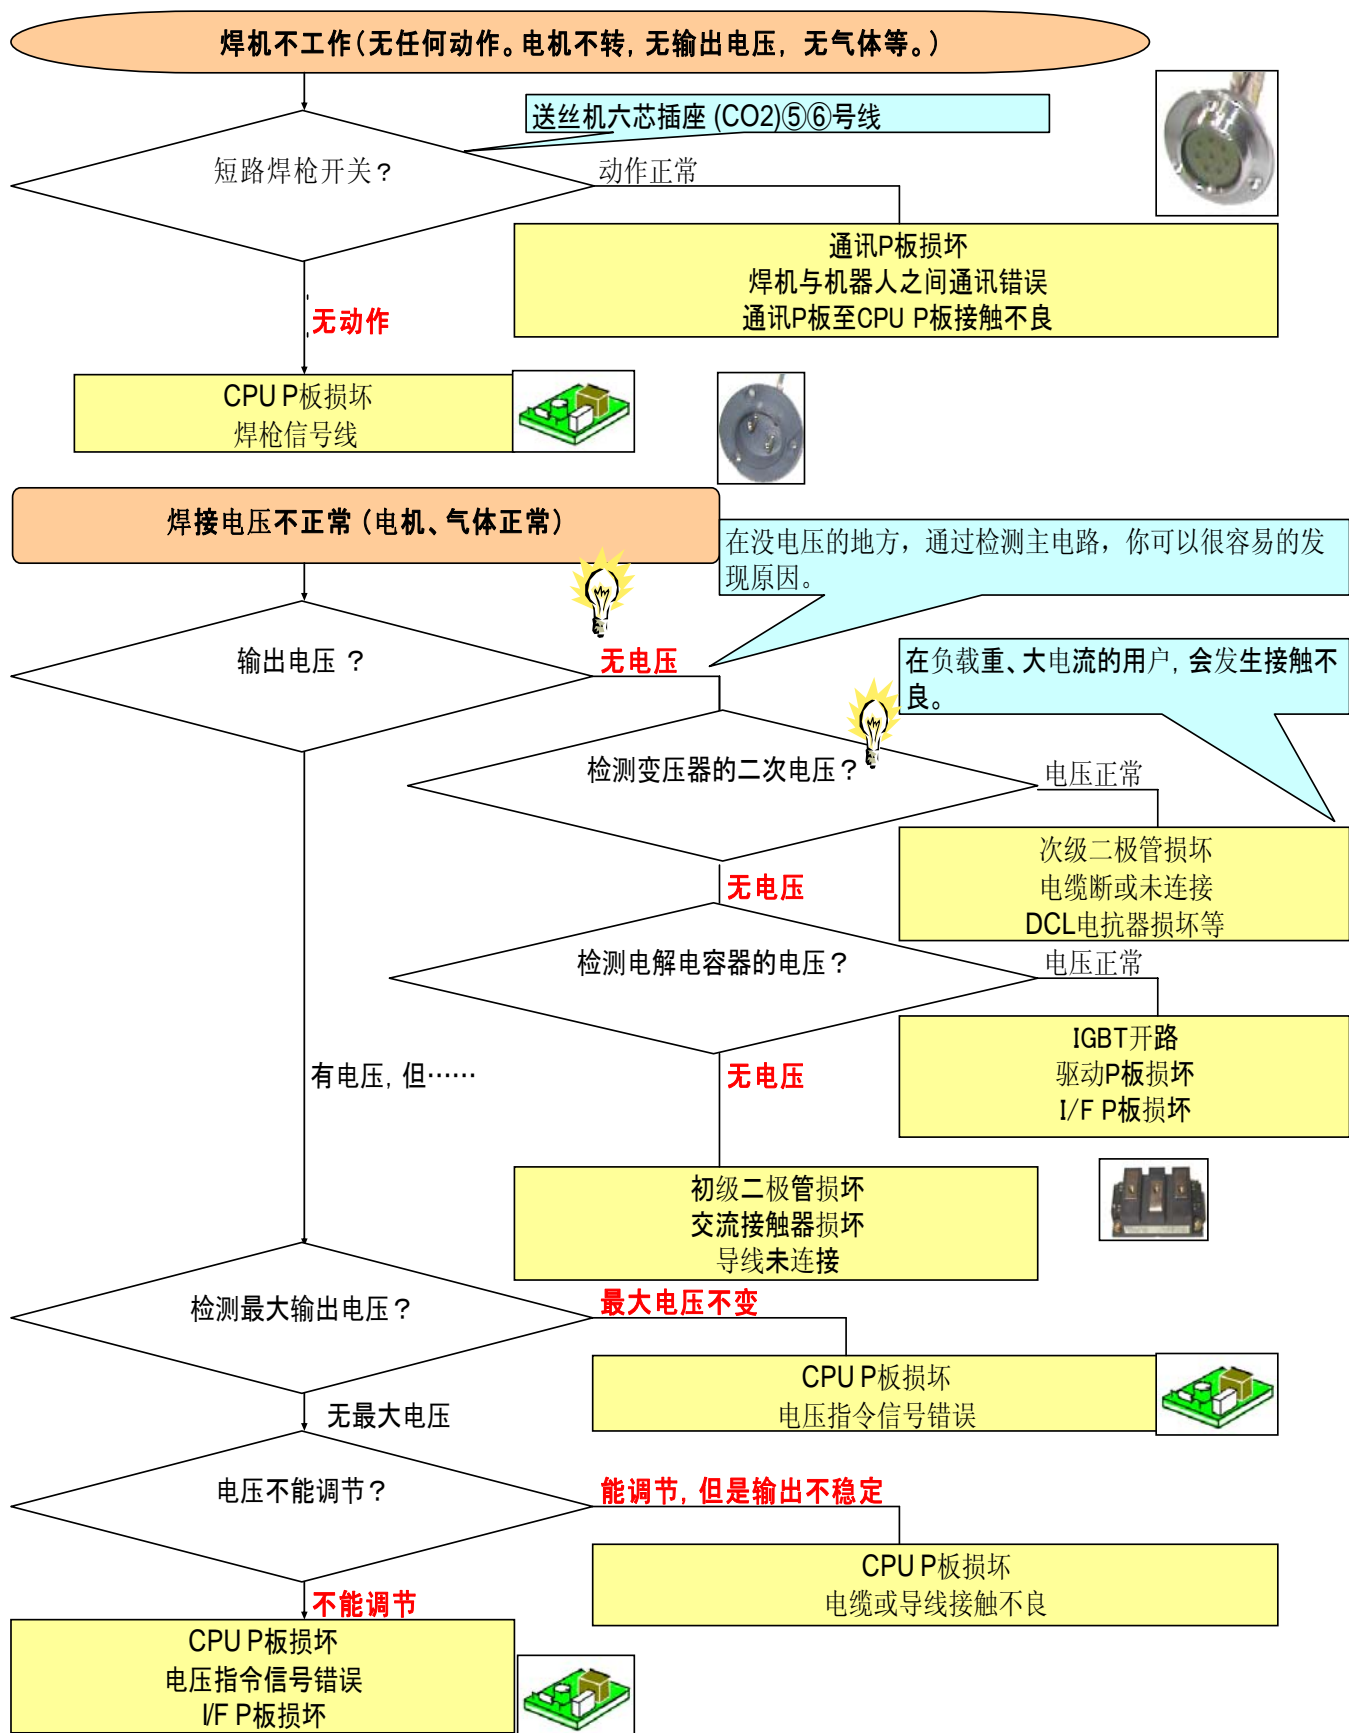 焊机不工作(无任何动作。电机不转, 无输出电压, 无气体等。)
送丝机六芯插座 (CO2)⑤⑥号线
短路焊枪开关?
动作正常
通讯P板损坏
焊机与机器人之间通讯错误
通讯P板至CPU P板接触不良
无动作
CPU P板损坏
焊枪信号线
焊接电压不正常 (电机、气体正常)
在没电压的地方，通过检测主电路，你可以很容易的发
现原因。
输出电压 ?
无电压
在负载重、大电流的用户, 会发生接触不
良。
检测变压器的二次电压?
电压正常
次级二极管损坏
电缆断或未连接
DCL电抗器损坏等
无电压
检测电解电容器的电压?
电压正常
IGBT开路
驱动P板损坏
I/F P板损坏
有电压, 但……
无电压
初级二极管损坏
交流接触器损坏
导线未连接
检测最大输出电压?
最大电压不变
CPU P板损坏
电压指令信号错误
无最大电压
电压不能调节?
能调节, 但是输出不稳定
CPU P板损坏
电缆或导线接触不良
不能调节
CPU P板损坏
电压指令信号错误
I/F P板损坏